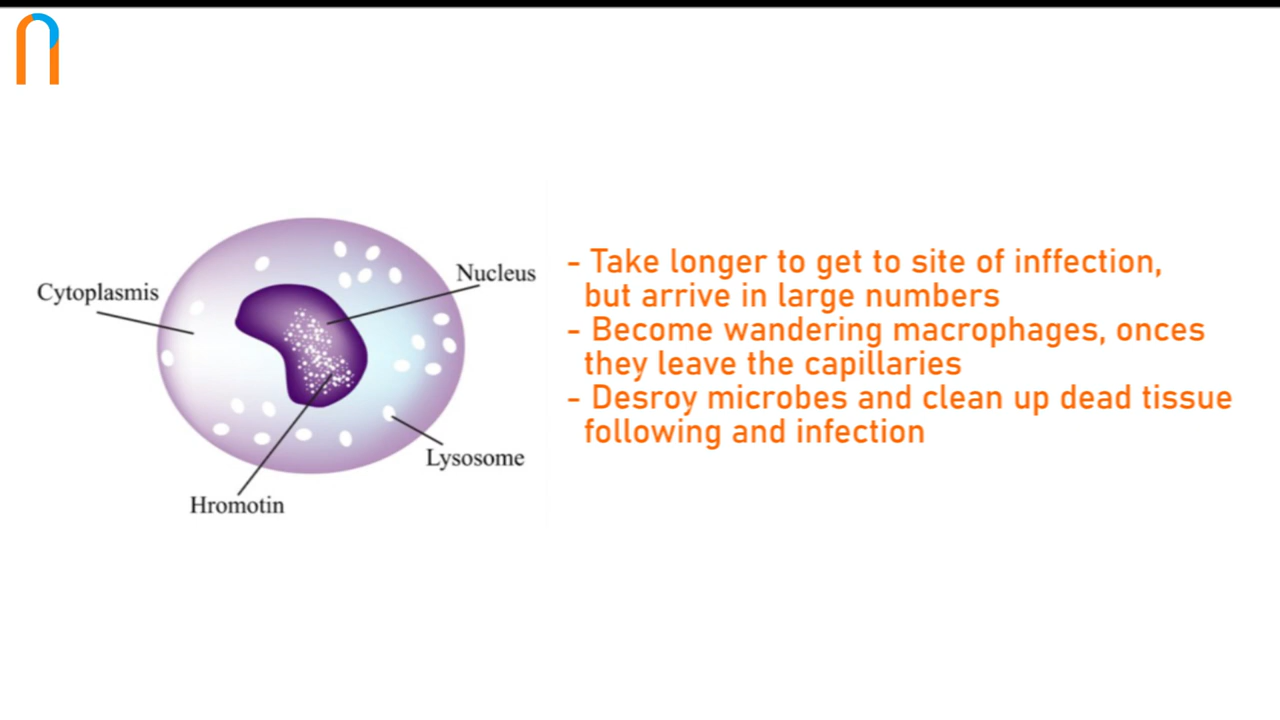 Cytoplasmis
Nucleus
Lysosome
Hromotin
- Take longer to get to site of inffection,
but arrive in large numbers
- Become wandering macrophages, onces
they leave the capillaries
- Desroy microbes and clean up dead tissue
following and infection